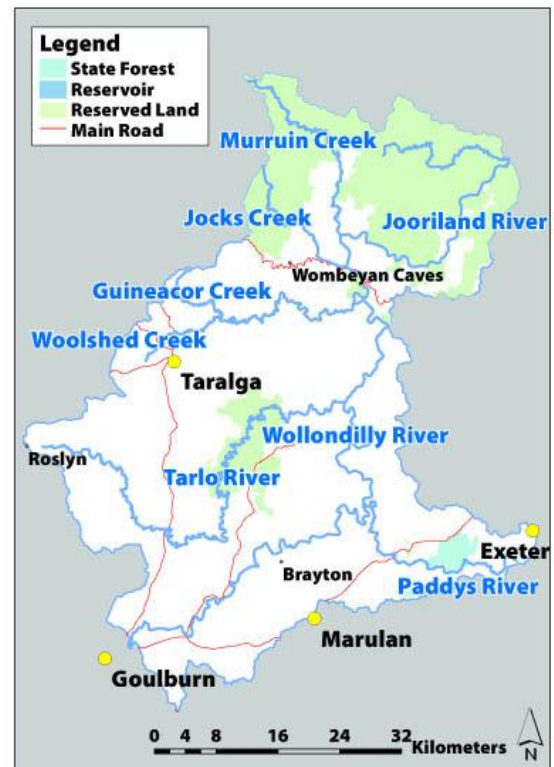 Legend
State Forest
Reservoir
Reserved Land
Main Road
Murruin Creek
Jocks Creek
Jooriland River
Wombeyan Caves
Guineacor Creek
Woolshed Creek
Taralga
Wollondilly River
Roslyn
Tarlo River
Exeter
Brayton
Paddys River
Marulan
Goulburn
0 4 8 16 24 32 Kilometers
N